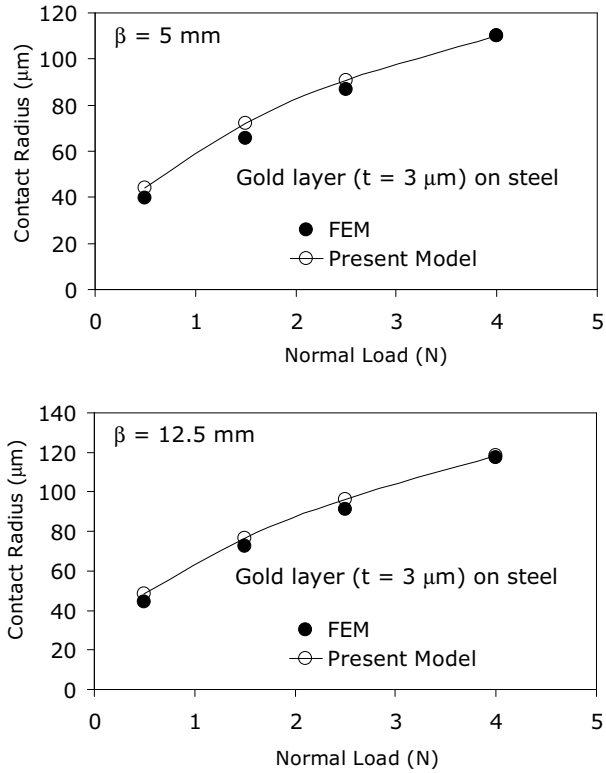 120
β = 5 mm
100
80
60
40
20
0
Contact Radius (μm)
Gold layer (t = 3 μm) on steel
FEM
Present Model
0 1 2 3 4 5
Normal Load (N)
140
β = 12.5 mm
120
100
80
60
40
20
0
Contact Radius (μm)
Gold layer (t = 3 μm) on steel
FEM
Present Model
0 1 2 3 4 5
Normal Load (N)